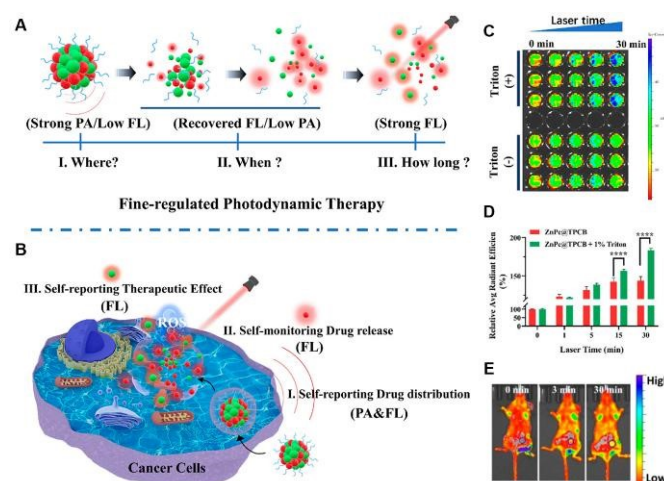 A
(Strong PA/Low FL)
(Recovered FL/Low PA)
(Strong FL)
I. Where?
II. When ?
III. How long ?
Fine-regulated Photodynamic Therapy
B
III. Self-reporting Therapeutic Effect
(FL)
ROS
II. Self-monitoring Drug release
(FL)
I. Self-reporting Drug distribution
(PA&FL)
Cancer Cells
C
Laser time
0 min
30 min
Triton
(+)
Triton
(-)
D
ZnPc@TPCB
ZnPc@TPCB + 1% Triton
****
****
Relative Avg Radiant Efficien
(%)
200
150
100
50
0
0
1
5
15
30
Laser Time (min)
E
0 min
3 min
30 min
High
Low